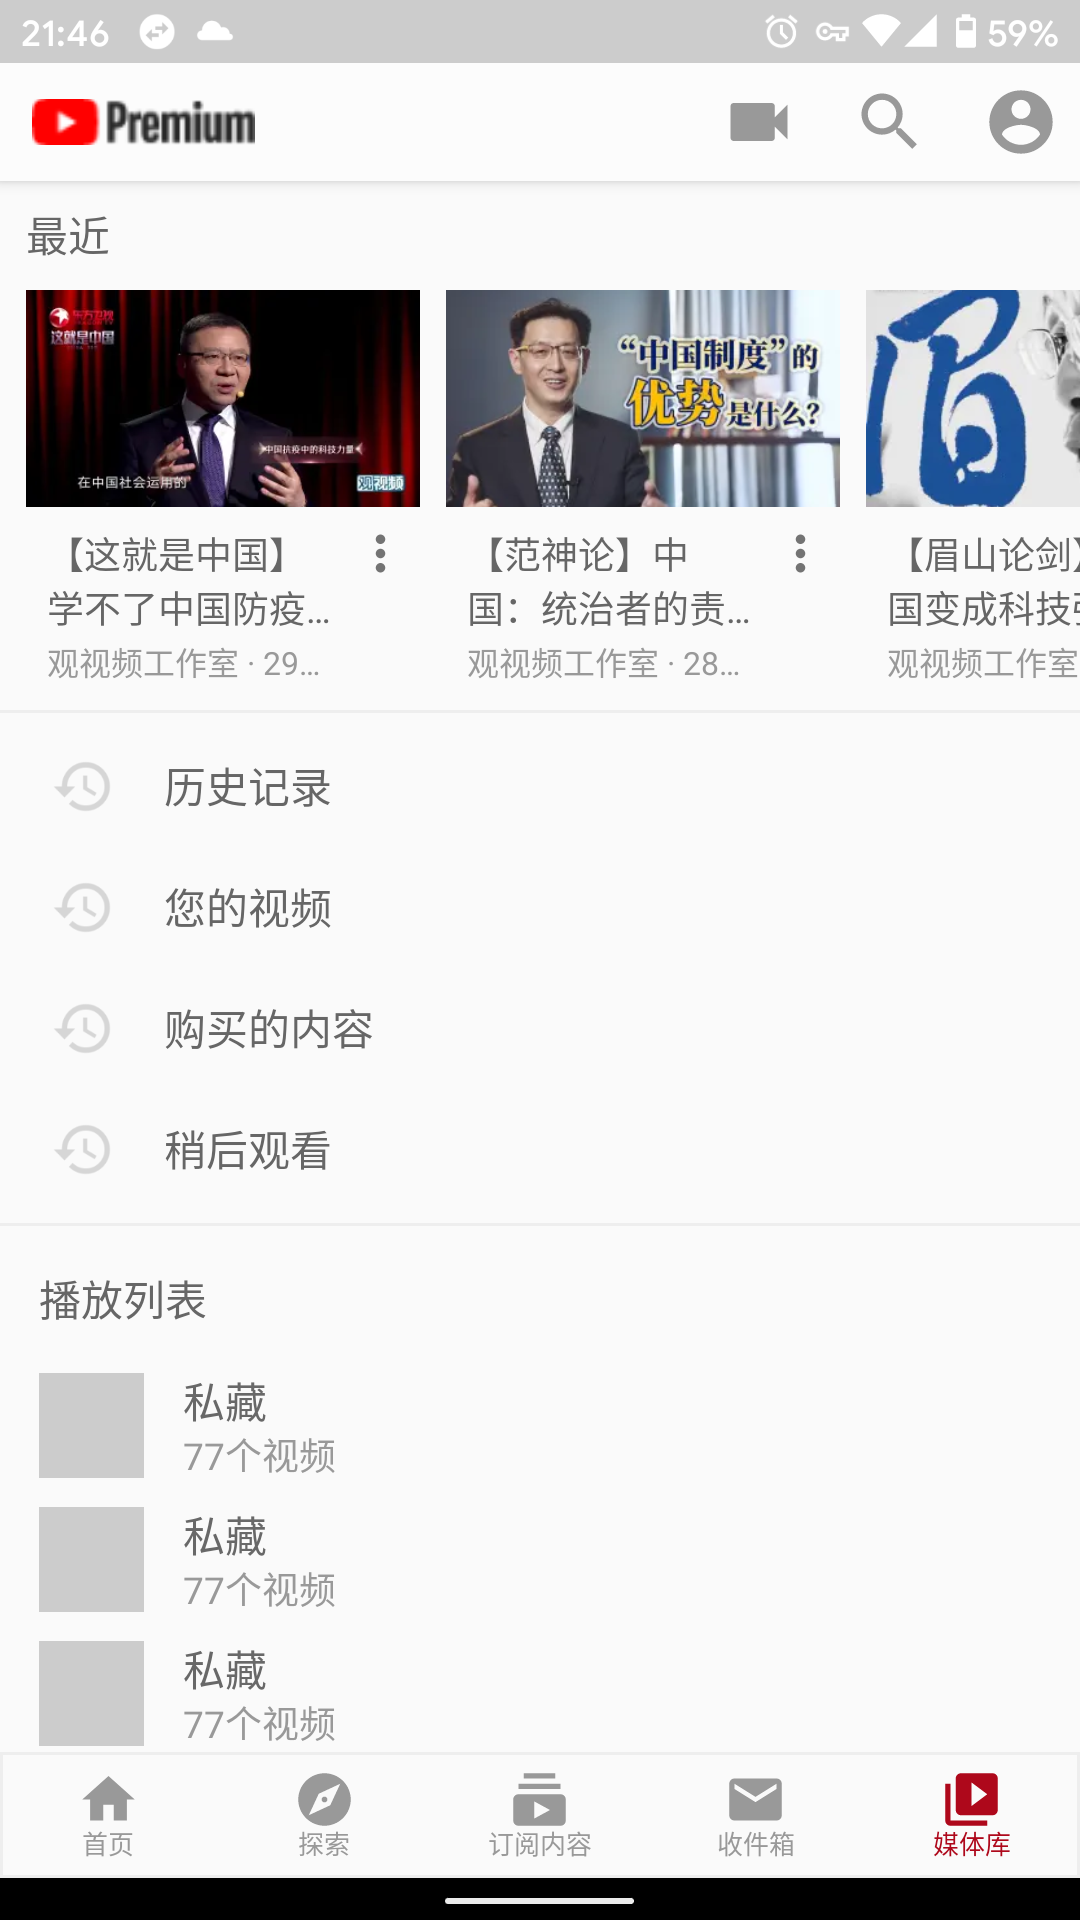 21:46
59%
Premium
最近
东方卫视
这就是中国
中国抗疫中的科技力量
在中国社会运用的
观视频
“中国制度”的
优势是什么?
眉
【这就是中国】
学不了中国防疫...
观视频工作室 · 29...
【范神论】中
国：统治者的责...
观视频工作室 · 28...
【眉山论剑】
国变成科技强
观视频工作室
历史记录
您的视频
购买的内容
稍后观看
播放列表
私藏
77个视频
私藏
77个视频
私藏
77个视频
首页
探索
订阅内容
收件箱
媒体库